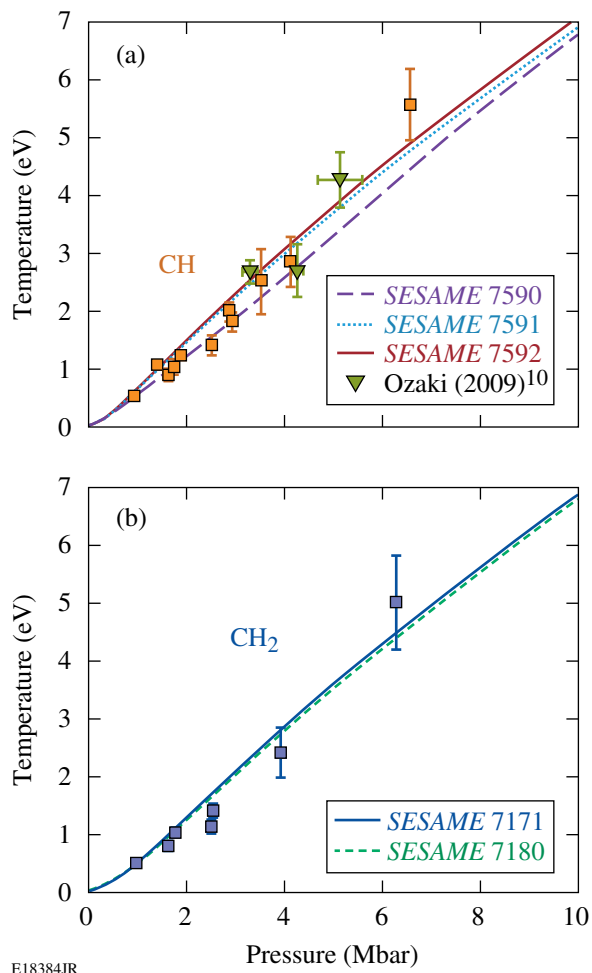 7
6
5
4
3
2
1
0
Temperature (eV)
(a)
CH
SESAME 7590
SESAME 7591
SESAME 7592
Ozaki (2009)10
7
6
5
4
3
2
1
0
Temperature (eV)
(b)
CH2
SESAME 7171
SESAME 7180
0 2 4 6 8 10
Pressure (Mbar)
E18384JR